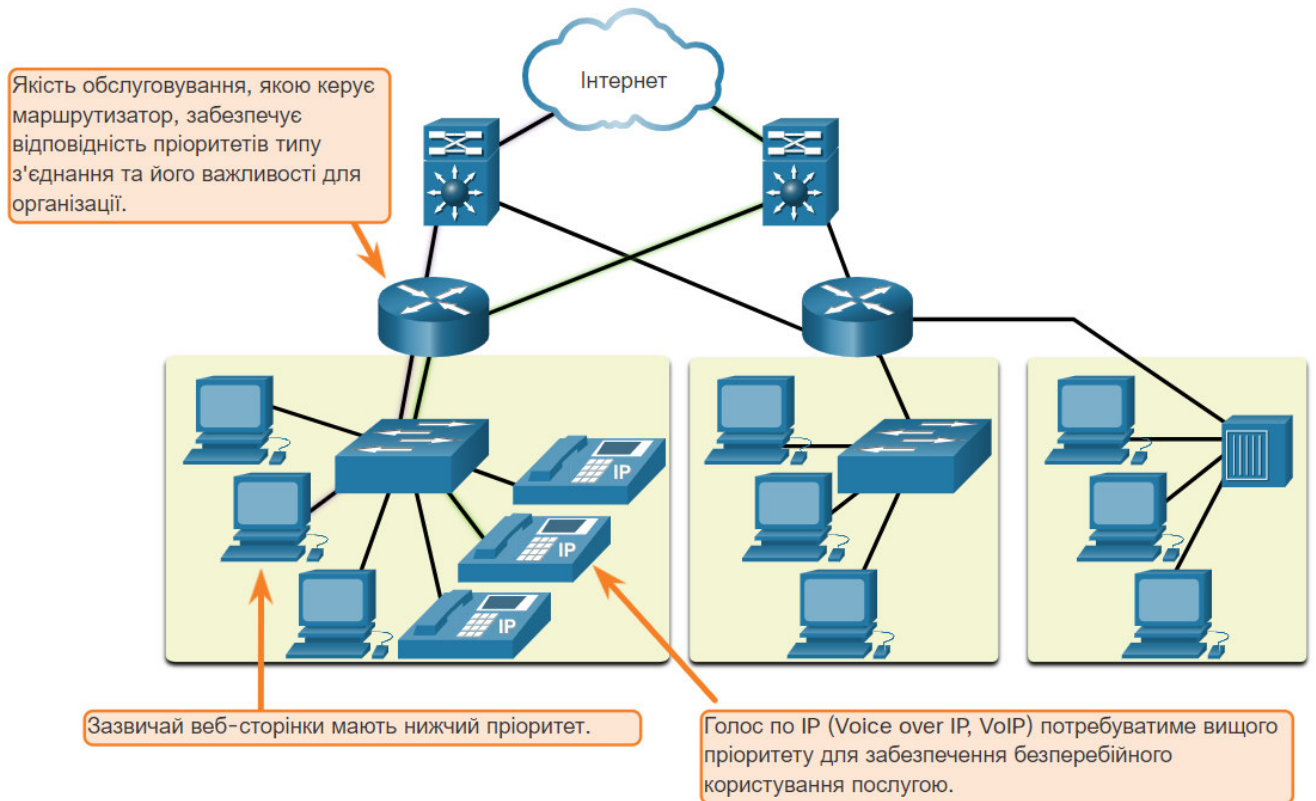 Інтернет
Якість обслуговування, якою керує
маршрутизатор, забезпечує
відповідність пріоритетів типу
з'єднання та його важливості для
організації.
IP
IP
IP
Зазвичай веб-сторінки мають нижчий пріоритет.
Голос по IP (Voice over IP, VoIP) потребуватиме вищого
пріоритету для забезпечення безперебійного
користування послугою.